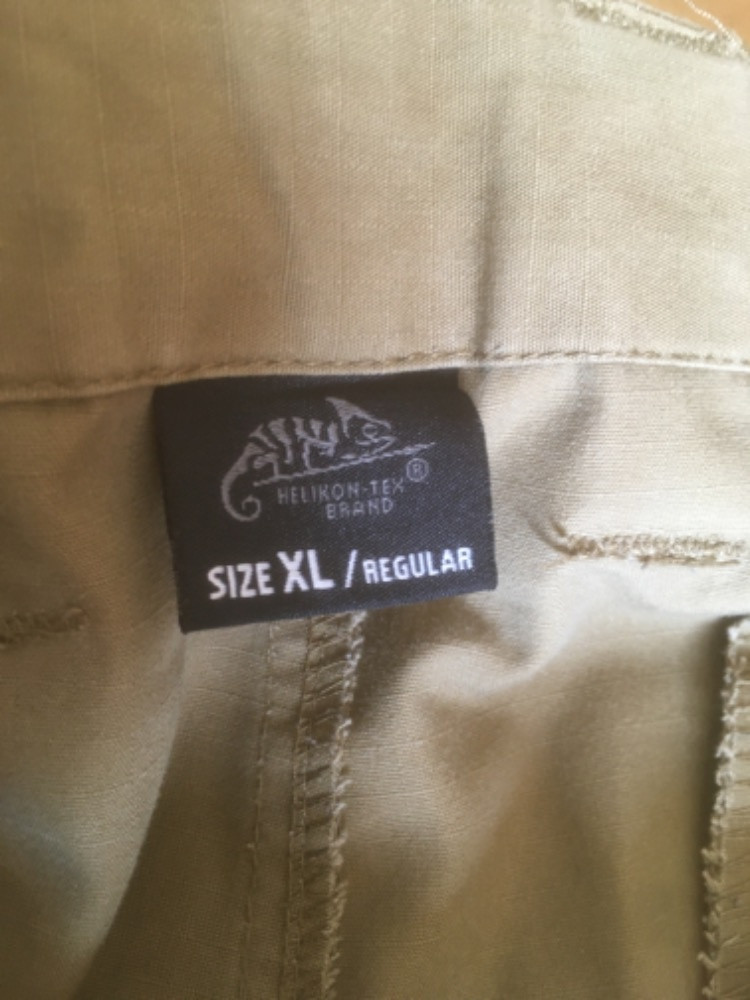 HELIKON-TEX®
BRAND
SIZE XL / REGULAR